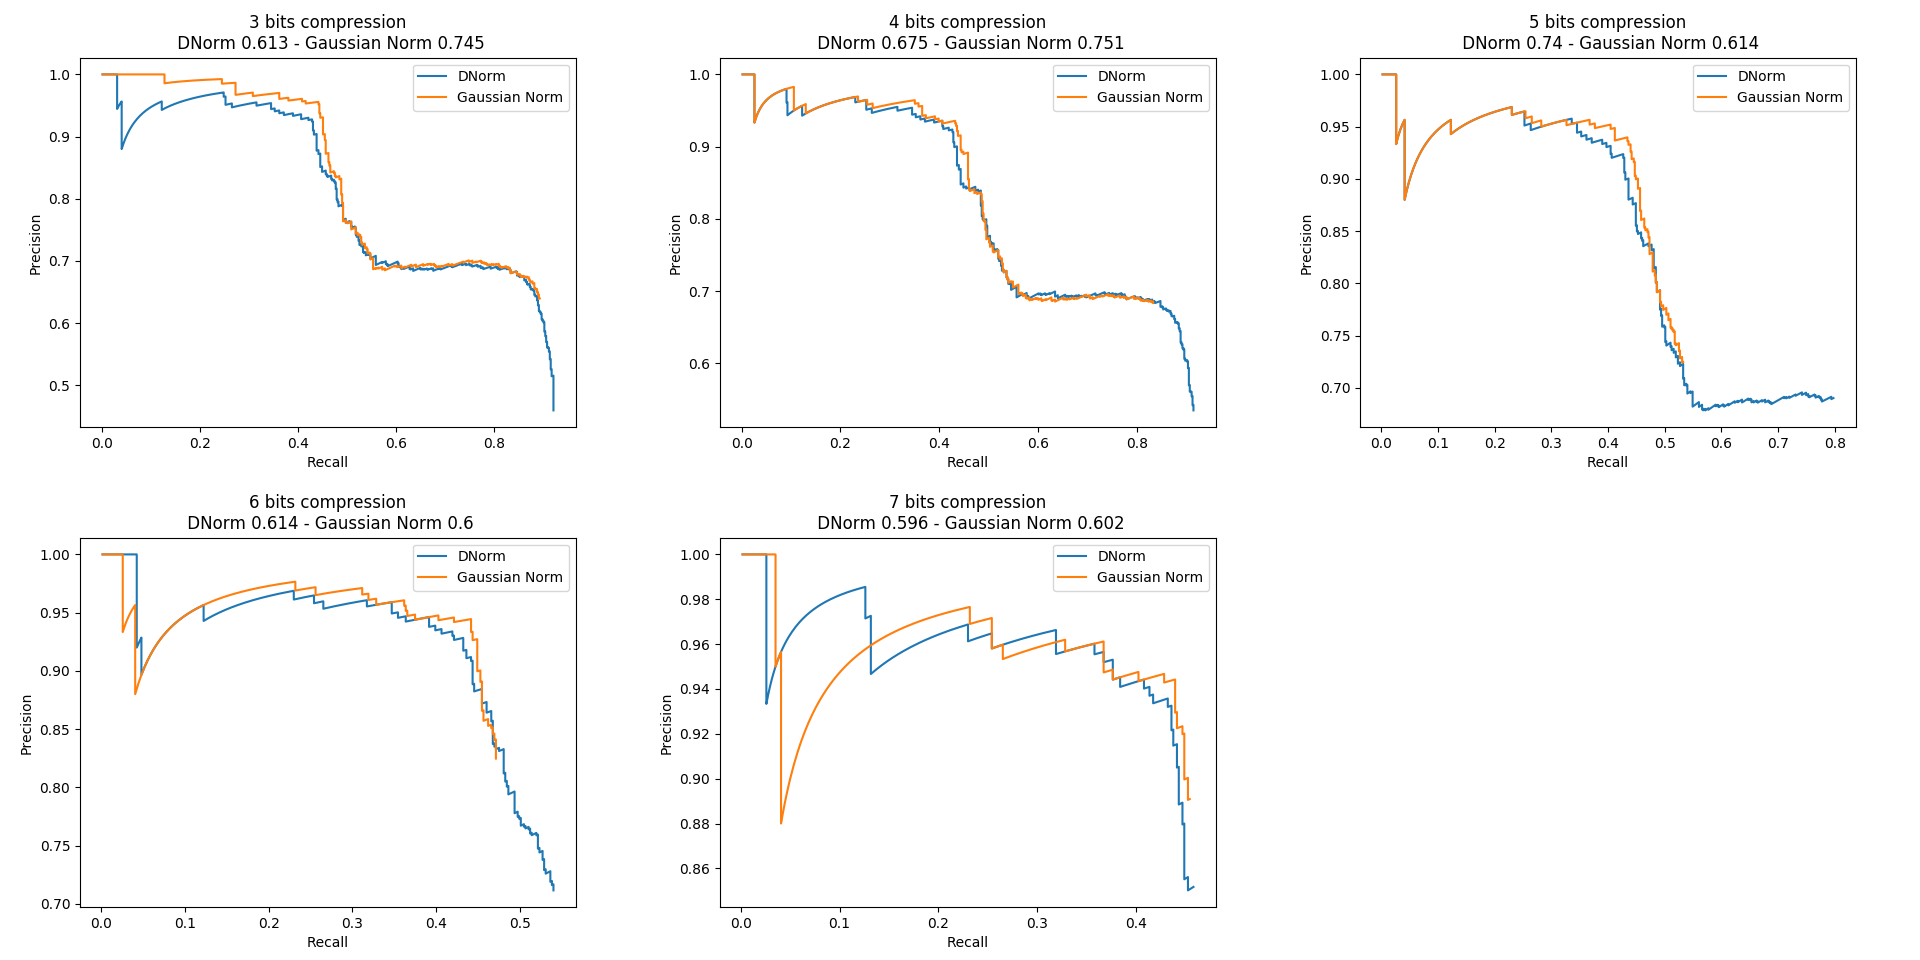 3 bits compression
DNorm 0.613 - Gaussian Norm 0.745
DNorm
Gaussian Norm
1.0
0.9
0.8
0.7
0.6
0.5
Precision
0.0 0.2 0.4 0.6 0.8
Recall
4 bits compression
DNorm 0.675 - Gaussian Norm 0.751
DNorm
Gaussian Norm
1.0
0.9
0.8
0.7
0.6
Precision
0.0 0.2 0.4 0.6 0.8
Recall
5 bits compression
DNorm 0.74 - Gaussian Norm 0.614
DNorm
Gaussian Norm
1.00
0.95
0.90
0.85
0.80
0.75
0.70
Precision
0.0 0.1 0.2 0.3 0.4 0.5 0.6 0.7 0.8
Recall
6 bits compression
DNorm 0.614 - Gaussian Norm 0.6
DNorm
Gaussian Norm
1.00
0.95
0.90
0.85
0.80
0.75
0.70
Precision
0.0 0.1 0.2 0.3 0.4 0.5
Recall
7 bits compression
DNorm 0.596 - Gaussian Norm 0.602
DNorm
Gaussian Norm
1.00
0.98
0.96
0.94
0.92
0.90
0.88
0.86
Precision
0.0 0.1 0.2 0.3 0.4
Recall